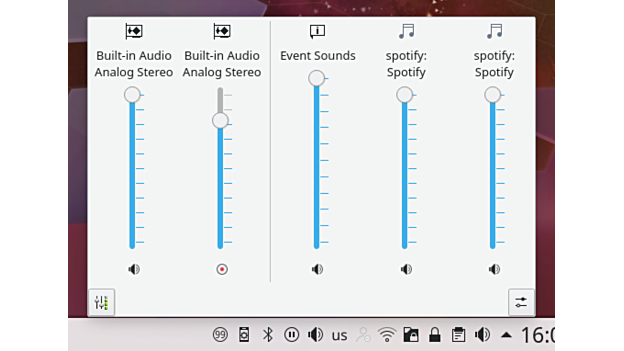 Built-in Audio
Analog Stereo
Built-in Audio
Analog Stereo
Event Sounds
spotify:
Spotify
spotify:
Spotify
99
us
16:0